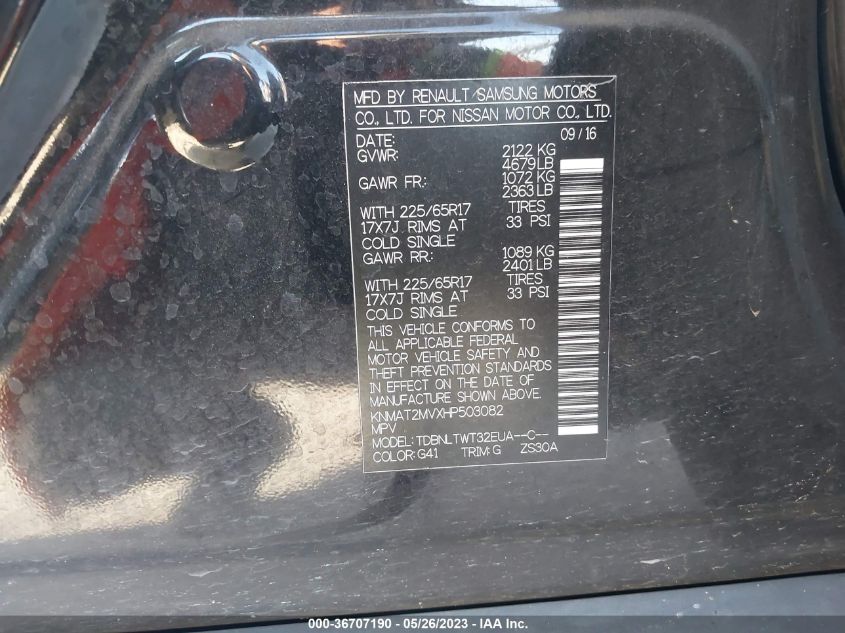 MFD BY RENAULT SAMSUNG MOTORS
CO., LTD. FOR NISSAN MOTOR CO., LTD.
DATE: 09/16
GVWR: 2122 KG
4679LB
GAWR FR: 1072 KG
2363LB
WITH 225/65R17 TIRES
17X7J RIMS AT 33 PSI
COLD SINGLE
GAWR RR: 1089 KG
2401LB
WITH 225/65R17 TIRES
17X7J RIMS AT 33 PSI
COLD SINGLE
THIS VEHICLE CONFORMS TO
ALL APPLICABLE FEDERAL
MOTOR VEHICLE SAFETY AND
THEFT PREVENTION STANDARDS
IN EFFECT ON THE DATE OF
MANUFACTURE SHOWN ABOVE.
KNMAT2MVXHP503082
MPV
MODEL: TDBNLTWT32EUA--C--
COLOR: G41 TRIM: G ZS30A
000-36707190 - 05/26/2023 - IAA Inc.